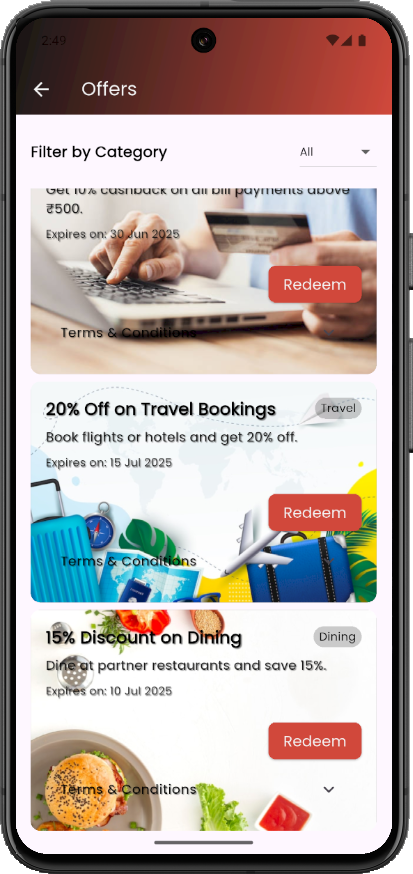 2:49
Offers
Filter by Category
All
Get 10% cashback on all bill payments above
₹500.
Expires on: 30 Jun 2025
Redeem
Terms & Conditions
20% Off on Travel Bookings
Travel
Book flights or hotels and get 20% off.
Expires on: 15 Jul 2025
Redeem
Terms & Conditions
15% Discount on Dining
Dining
Dine at partner restaurants and save 15%.
Expires on: 10 Jul 2025
Redeem
Terms & Conditions